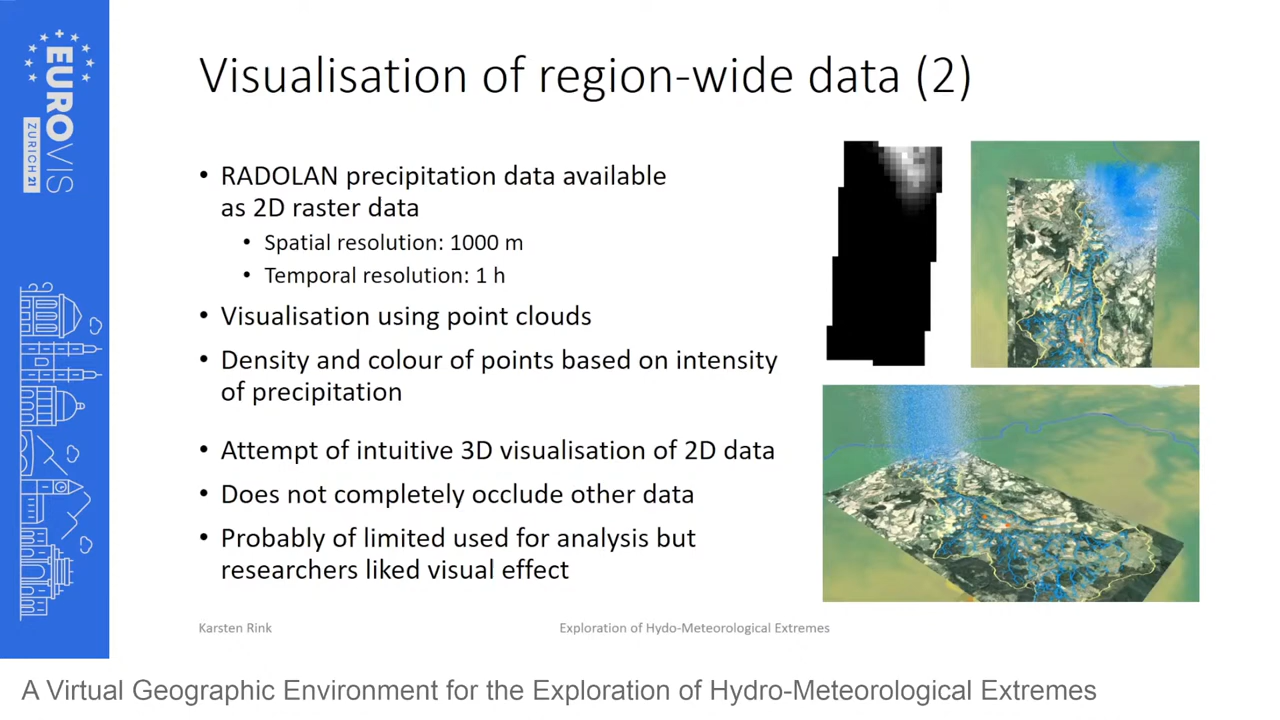 EUROVIS
ZURICH 21
Visualisation of region-wide data (2)
• RADOLAN precipitation data available
as 2D raster data
• Spatial resolution: 1000 m
• Temporal resolution: 1 h
• Visualisation using point clouds
• Density and colour of points based on intensity
of precipitation
• Attempt of intuitive 3D visualisation of 2D data
• Does not completely occlude other data
• Probably of limited used for analysis but
researchers liked visual effect
Karsten Rink
Exploration of Hydo-Meteorological Extremes
A Virtual Geographic Environment for the Exploration of Hydro-Meteorological Extremes